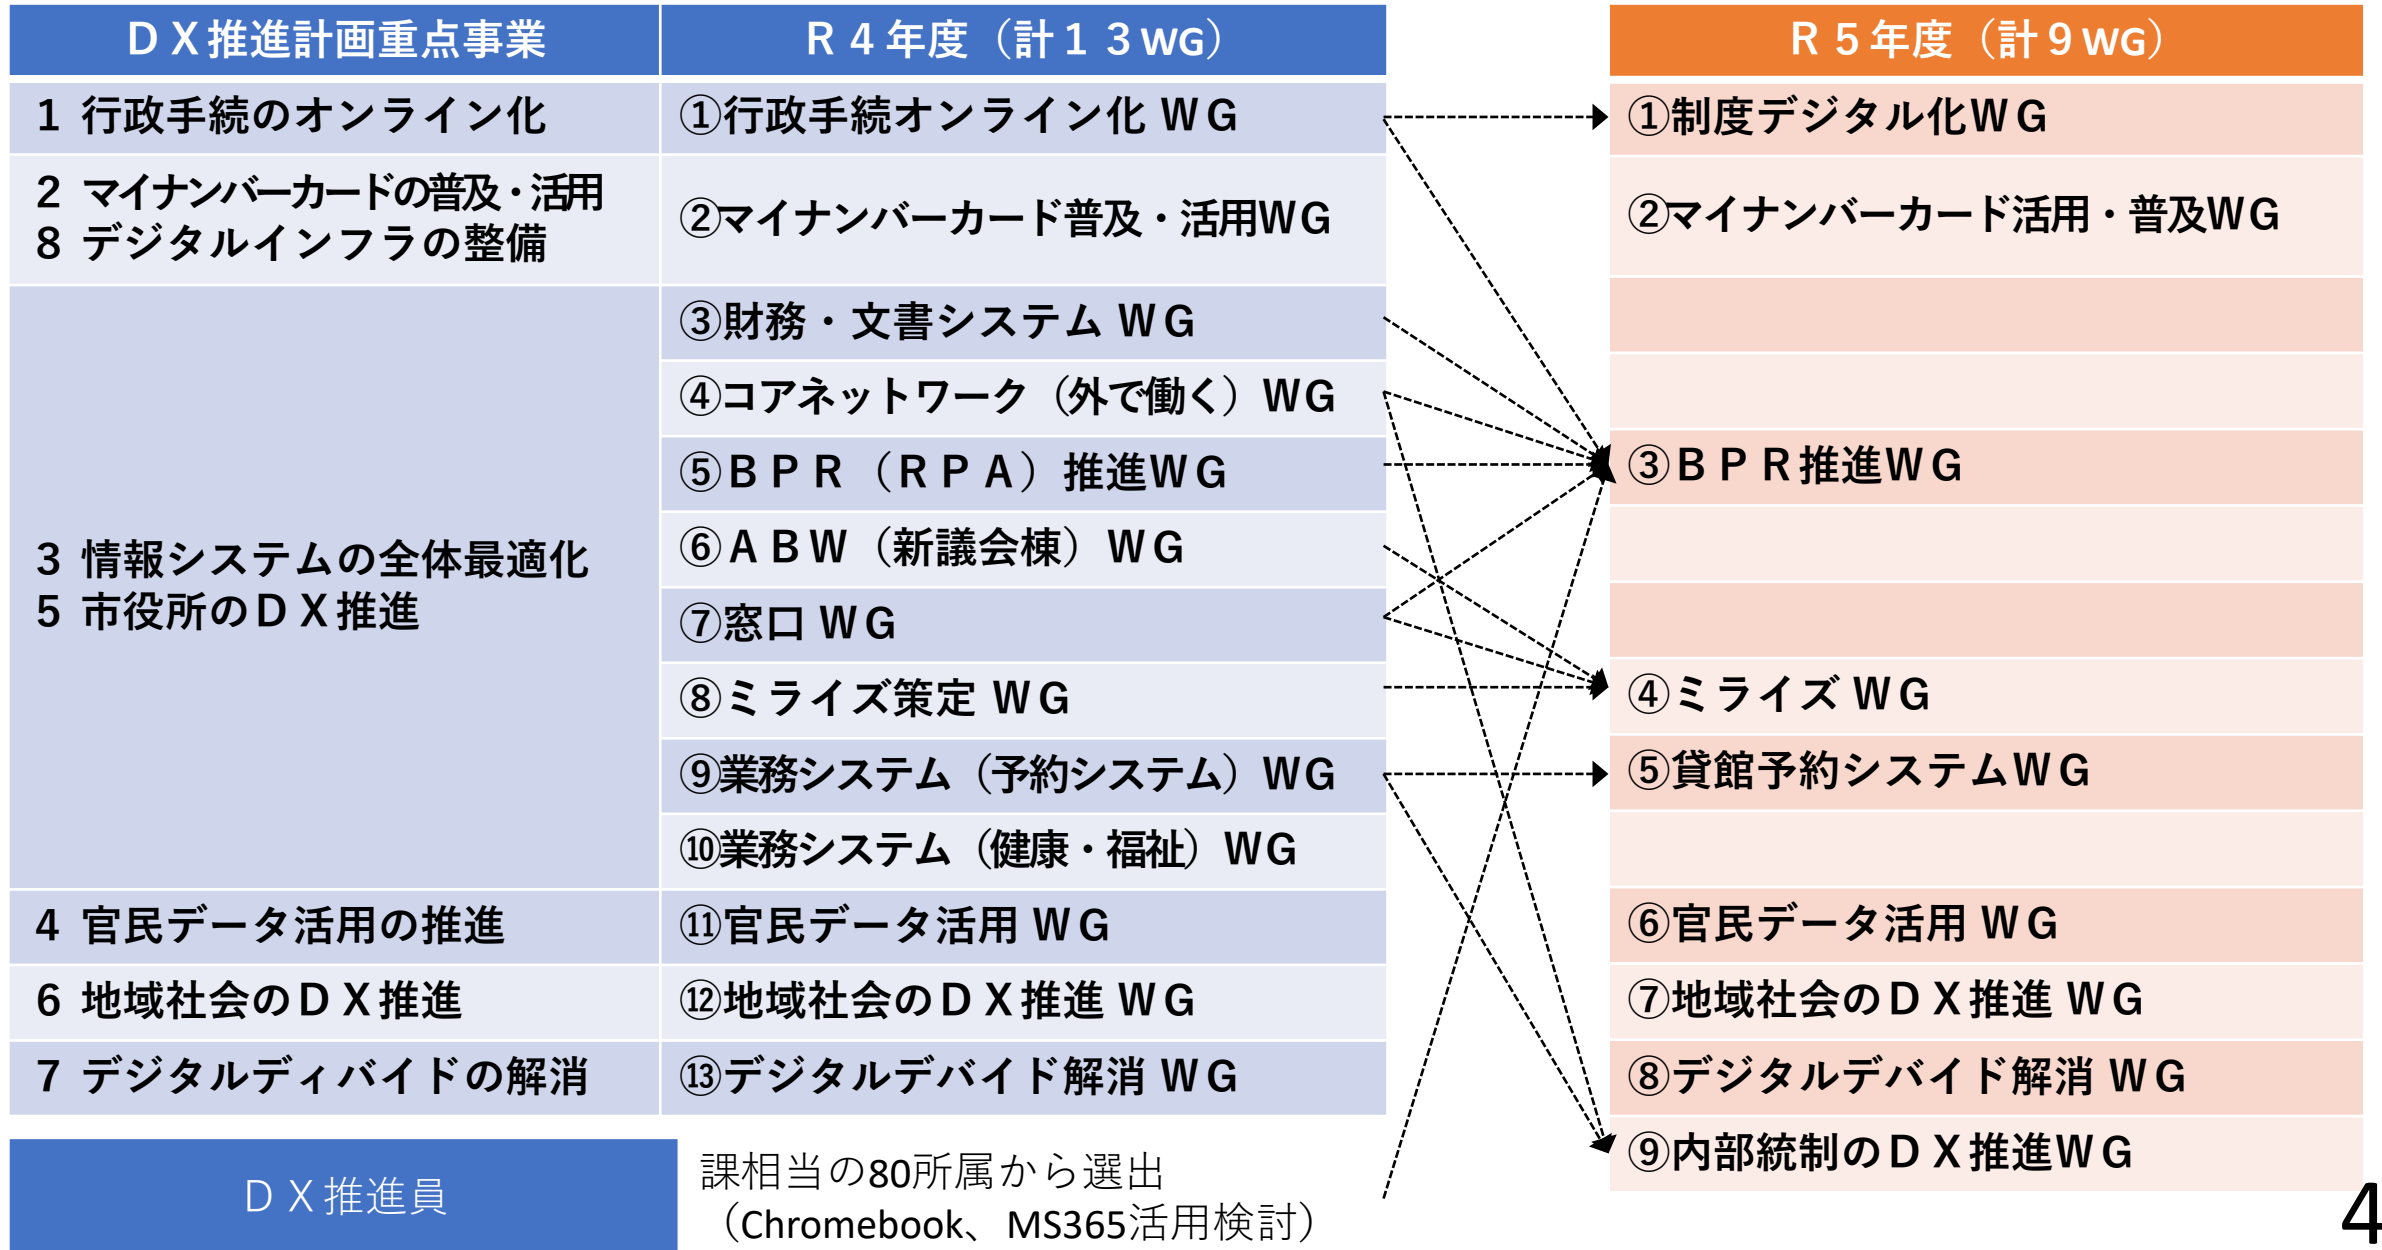 ＤＸ推進計画重点事業
Ｒ４年度（計１３WG）
Ｒ５年度（計９WG）
1 行政手続のオンライン化
①行政手続オンライン化 ＷＧ
①制度デジタル化ＷＧ
2 マイナンバーカードの普及・活用
8 デジタルインフラの整備
②マイナンバーカード普及・活用ＷＧ
②マイナンバーカード活用・普及ＷＧ
3 情報システムの全体最適化
5 市役所のＤＸ推進
③財務・文書システム ＷＧ
④コアネットワーク（外で働く）ＷＧ
⑤ＢＰＲ（ＲＰＡ）推進ＷＧ
③ＢＰＲ推進ＷＧ
⑥ＡＢＷ（新議会棟）ＷＧ
⑦窓口 ＷＧ
⑧ミライズ策定 ＷＧ
④ミライズ ＷＧ
⑨業務システム（予約システム）ＷＧ
⑤貸館予約システムＷＧ
⑩業務システム（健康・福祉）ＷＧ
4 官民データ活用の推進
⑪官民データ活用 ＷＧ
⑥官民データ活用 ＷＧ
6 地域社会のＤＸ推進
⑫地域社会のＤＸ推進 ＷＧ
⑦地域社会のＤＸ推進 ＷＧ
7 デジタルディバイドの解消
⑬デジタルデバイド解消 ＷＧ
⑧デジタルデバイド解消 ＷＧ
⑨内部統制のＤＸ推進ＷＧ
ＤＸ推進員
課相当の80所属から選出
（Chromebook、MS365活用検討）
4